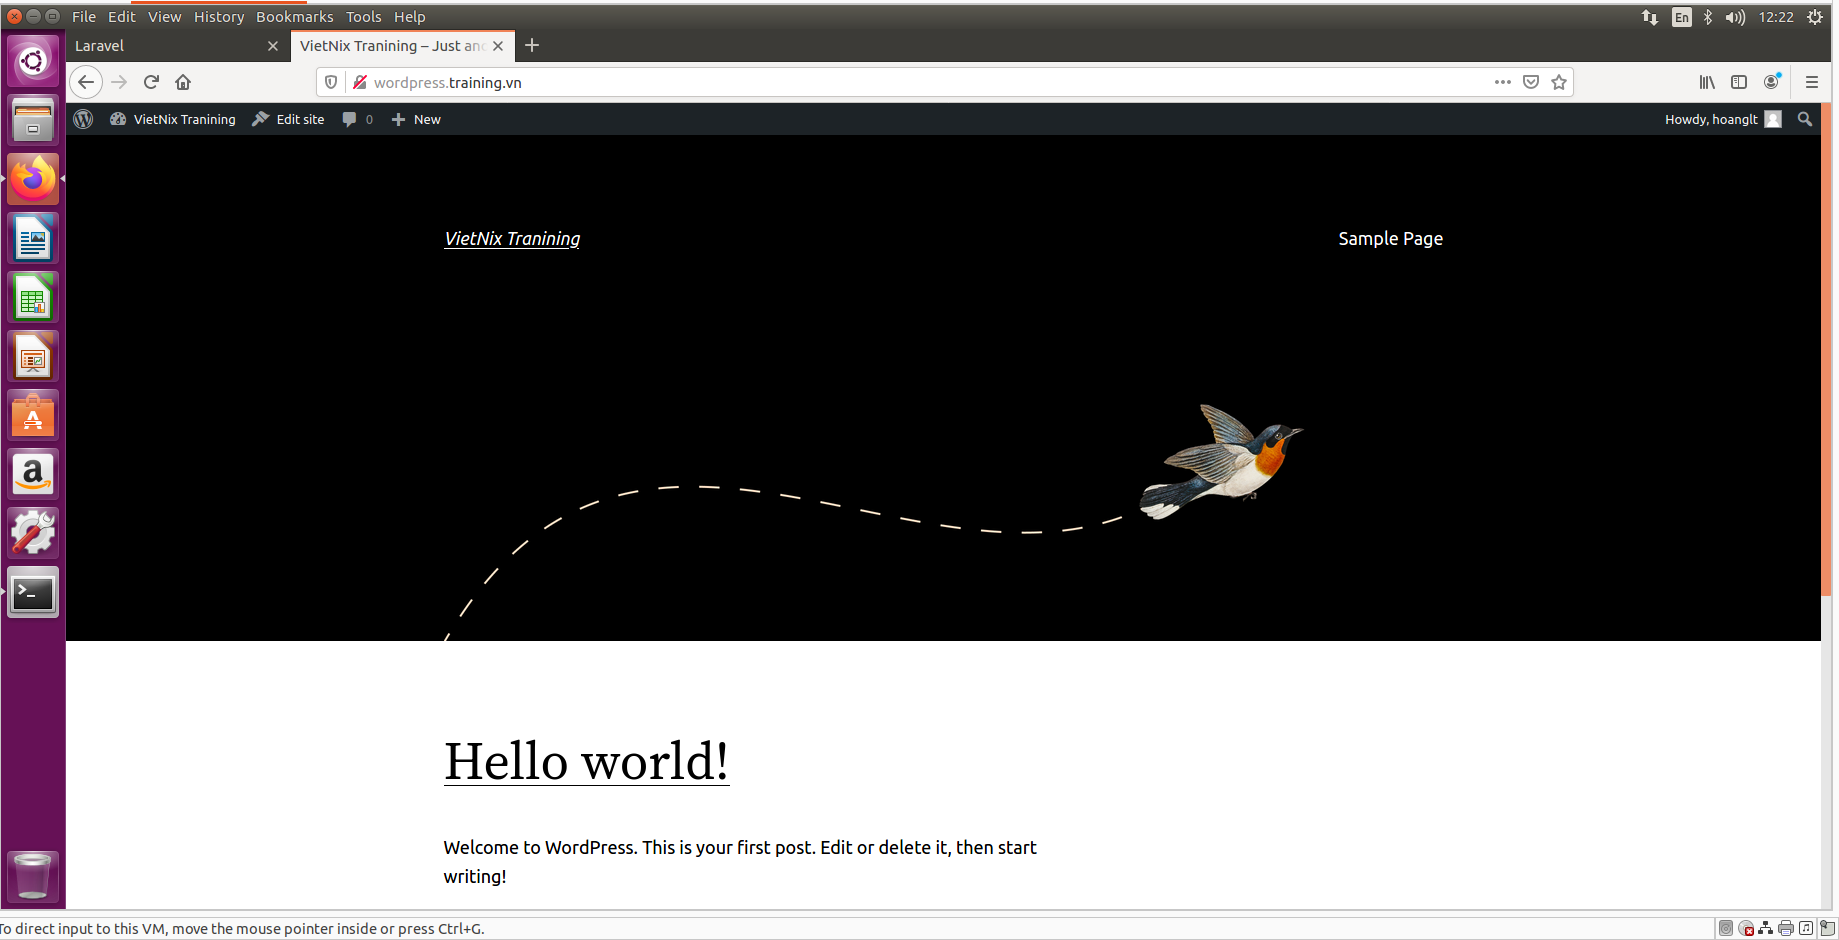 File Edit View History Bookmarks Tools Help
En 12:22
Laravel
VietNix Tranining – Just and
wordpress.training.vn
VietNix Tranining Edit site 0 New
Howdy, hoanglt
VietNix Tranining
Sample Page
Hello world!
Welcome to WordPress. This is your first post. Edit or delete it, then start
writing!
To direct input to this VM, move the mouse pointer inside or press Ctrl+G.